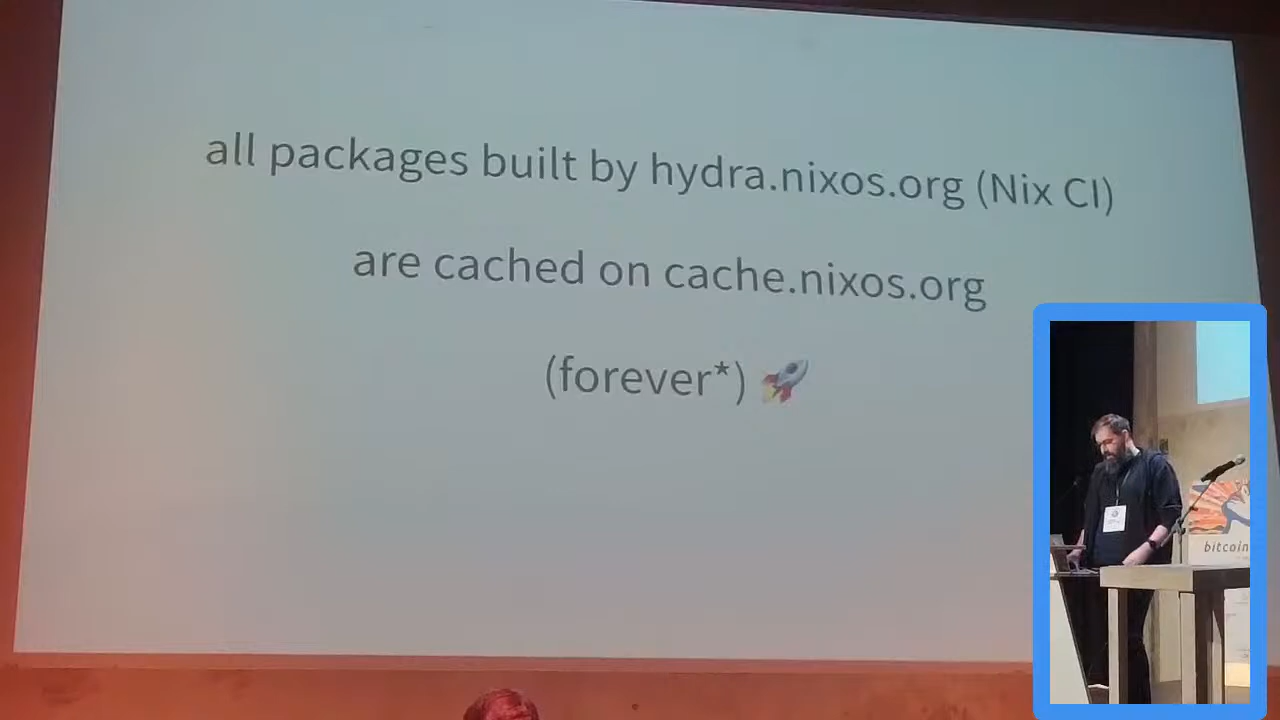 all packages built by hydra.nixos.org (Nix CI)
are cached on cache.nixos.org
(forever*) 🚀
bitcoin